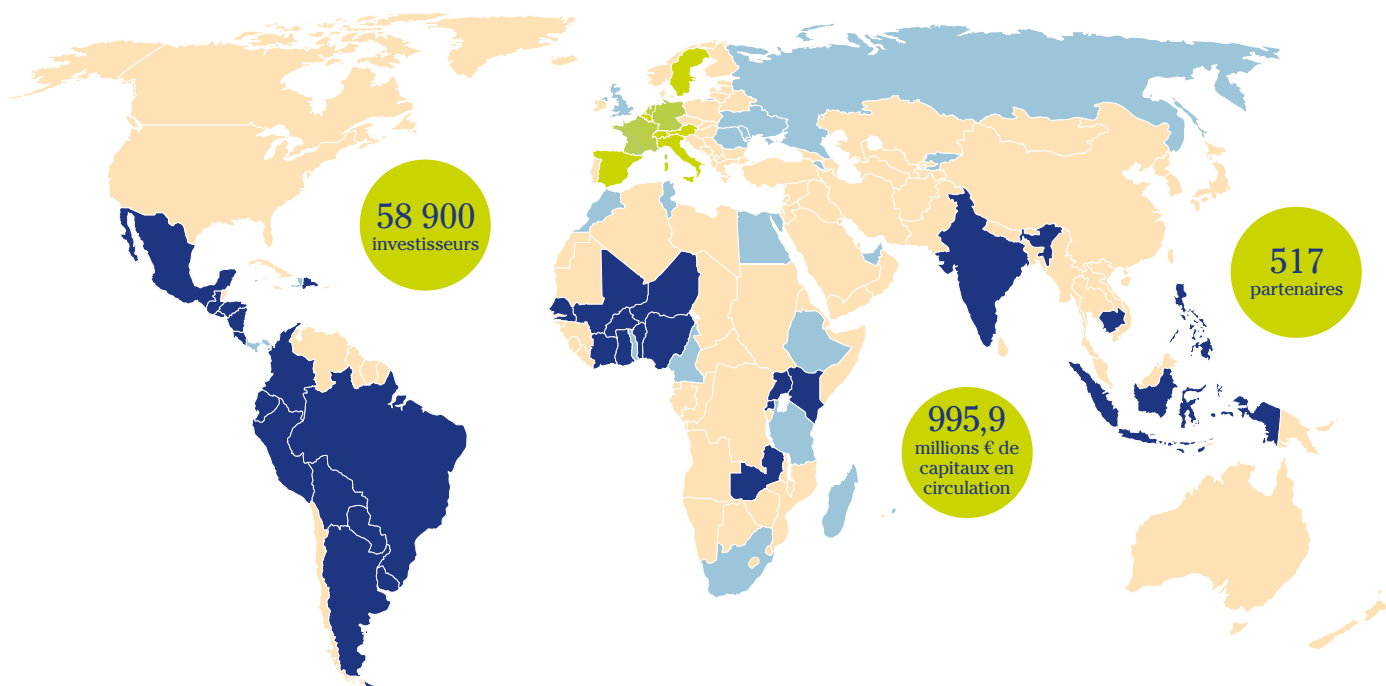 58 900
investisseurs
517
partenaires
995,9
millions € de
capitaux en
circulation